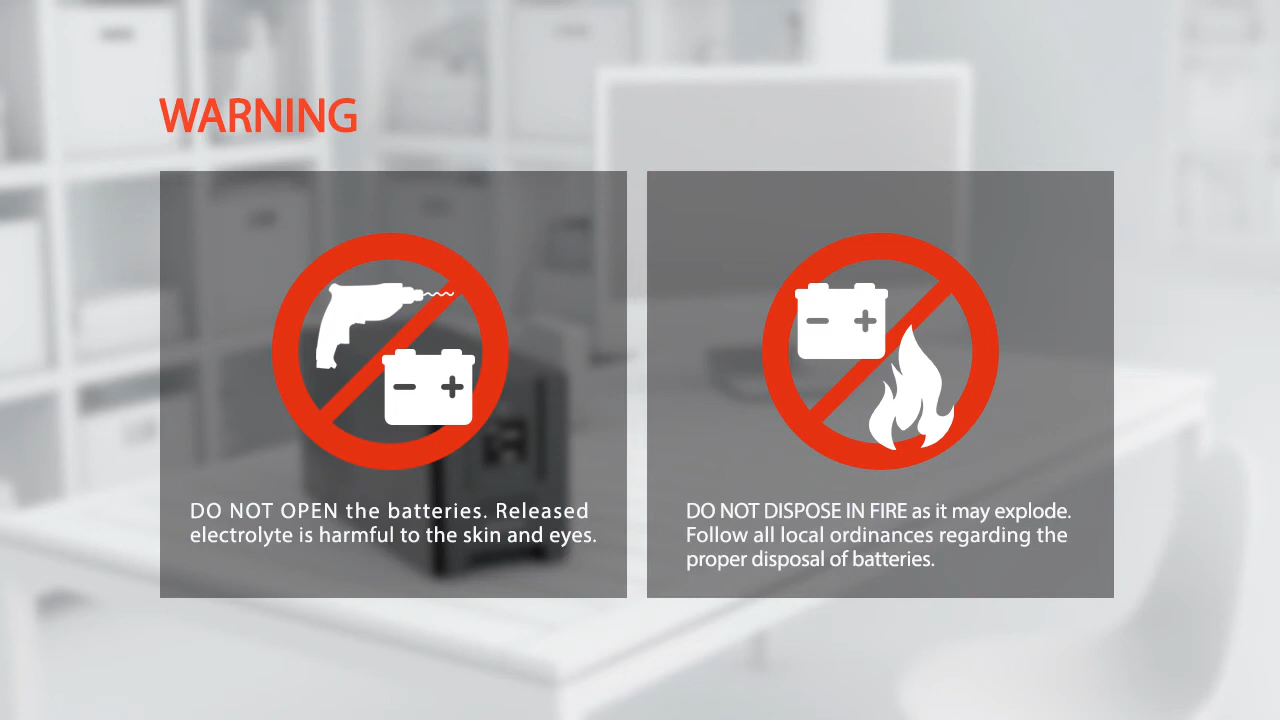 WARNING
DO NOT OPEN the batteries. Released
electrolyte is harmful to the skin and eyes.
DO NOT DISPOSE IN FIRE as it may explode.
Follow all local ordinances regarding the
proper disposal of batteries.